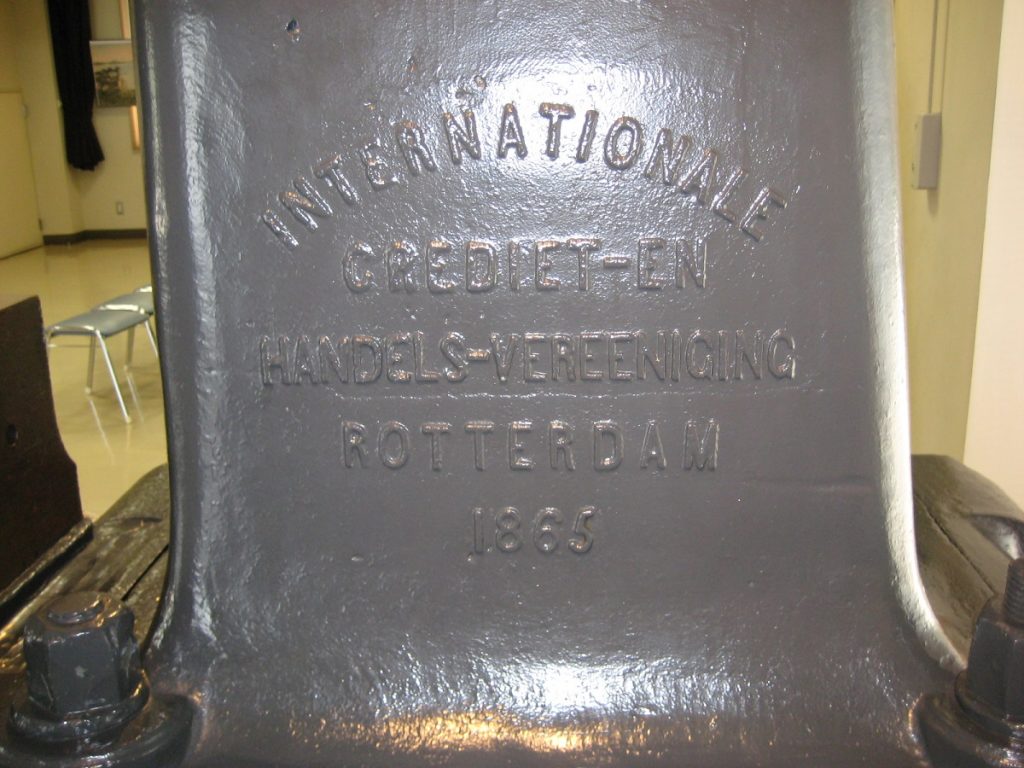 INTERNATIONALE
CREDIET-EN
HANDELS-VEREENIGING
ROTTERDAM
1865